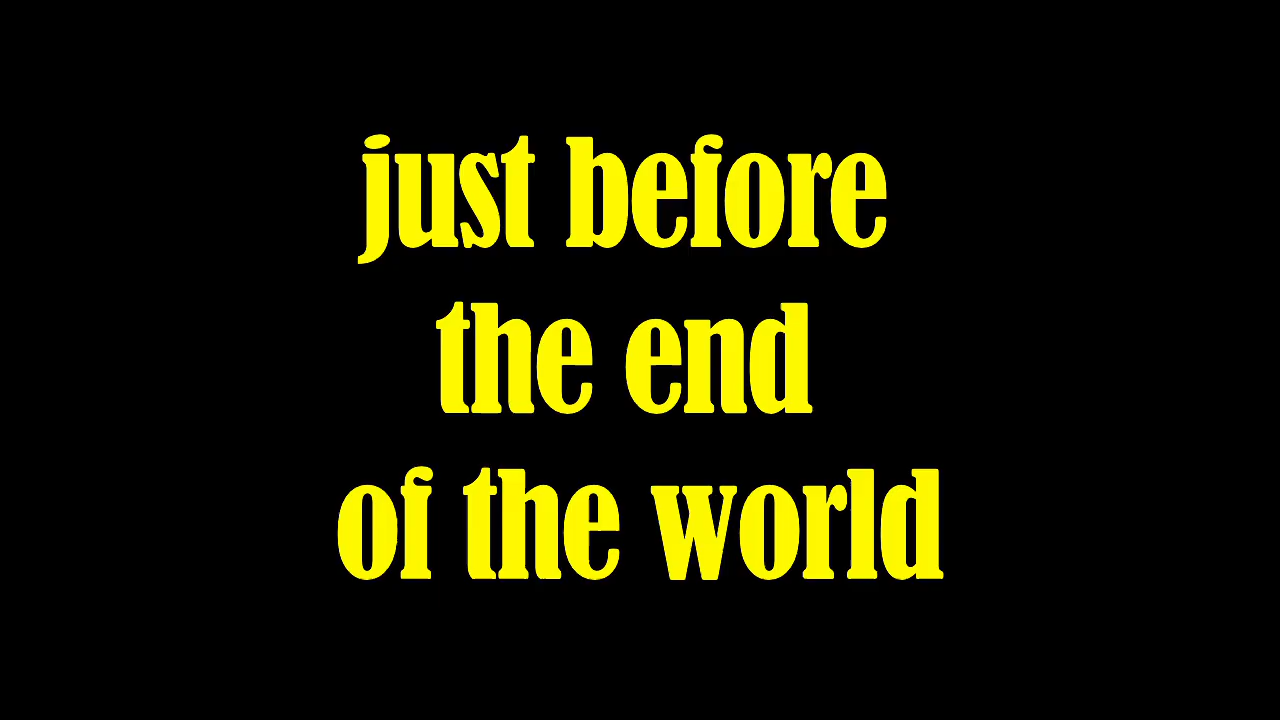 just before
the end
of the world